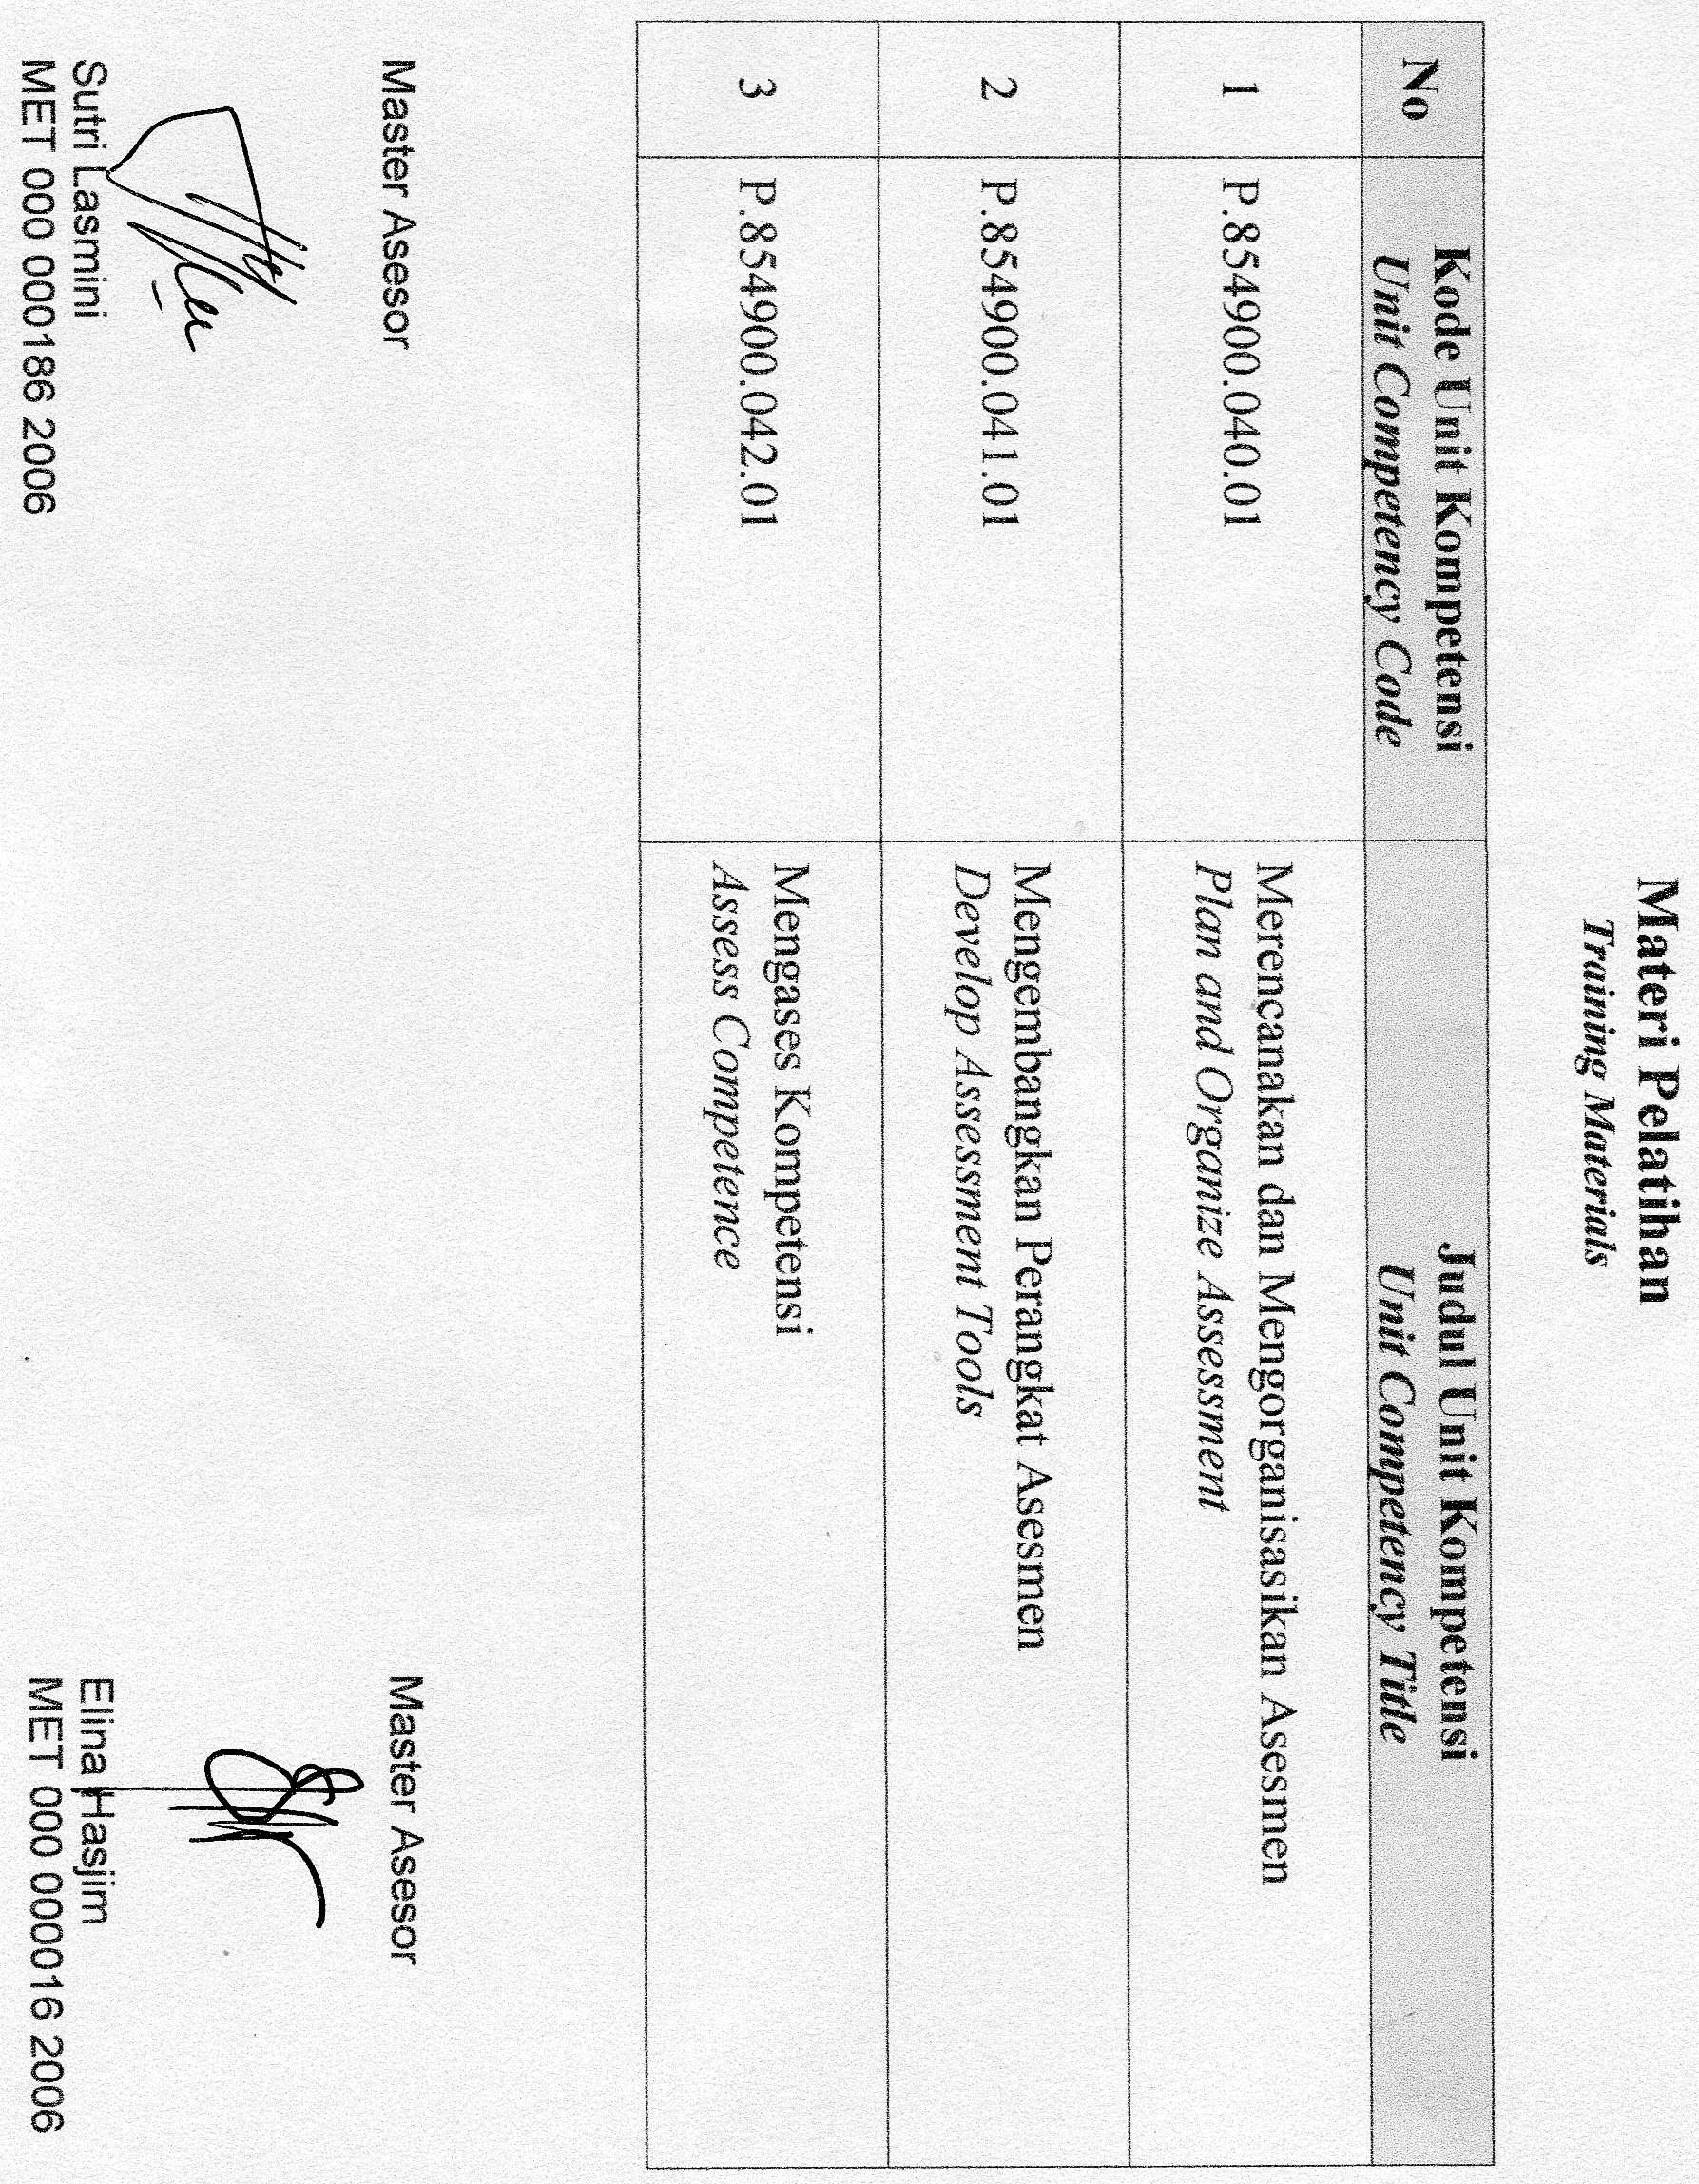 Materi Pelatihan
Training Materials
No
Kode Unit Kompetensi
Unit Competency Code
Judul Unit Kompetensi
Unit Competency Title
1
P.854900.040.01
Merencanakan dan Mengorganisasikan Asesmen
Plan and Organize Assessment
2
P.854900.041.01
Mengembangkan Perangkat Asesmen
Develop Assessment Tools
3
P.854900.042.01
Mengases Kompetensi
Assess Competence
Master Asesor
Sutri Lasmini
MET 000 000186 2006
Master Asesor
Elina Hasjim
MET 000 000016 2006